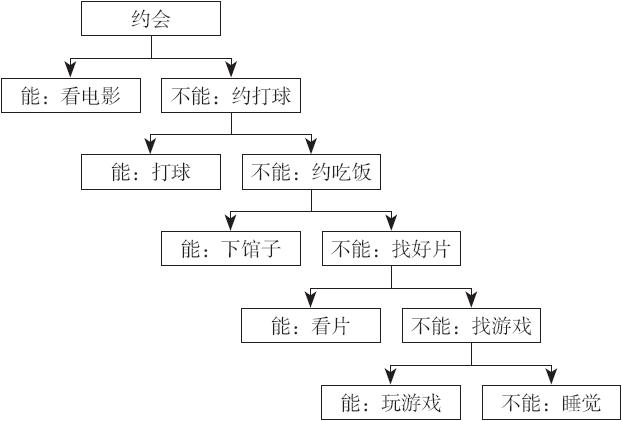 约会
能：看电影
不能：约打球
能：打球
不能：约吃饭
能：下馆子
不能：找好片
能：看片
不能：找游戏
能：玩游戏
不能：睡觉